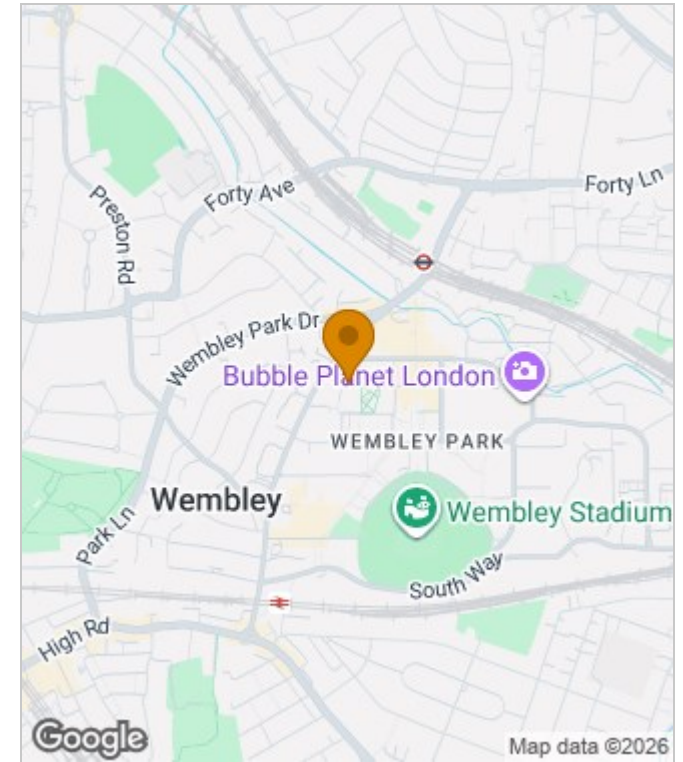 Forty Ave
Forty Ln
Preston Rd
Wembley Park Dr
Bubble Planet London
WEMBLEY PARK
Wembley
Wembley Stadium
Park Ln
South Way
High Rd
Google
Map data ©2026